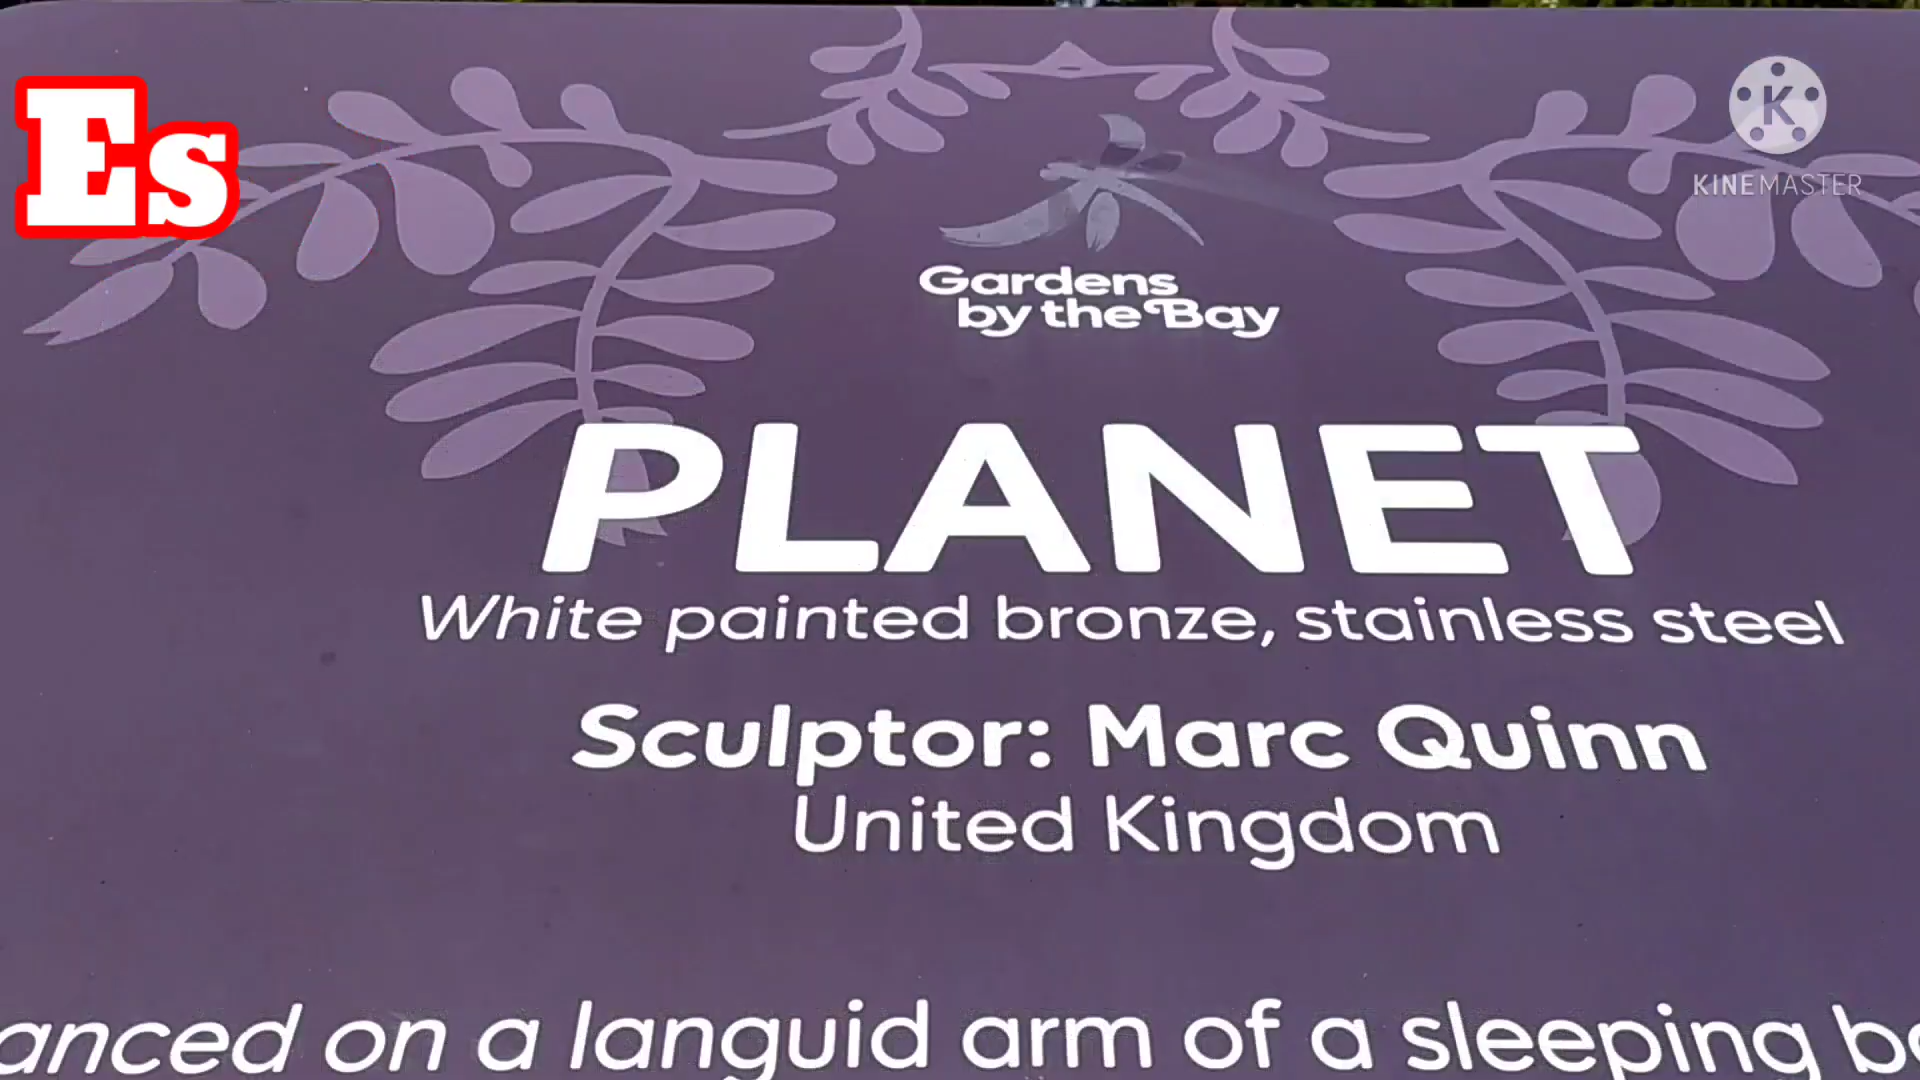 Es
K
KINEMASTER
Gardens
by the Bay
PLANET
White painted bronze, stainless steel
Sculptor: Marc Quinn
United Kingdom
on a languid arm of a sleeping